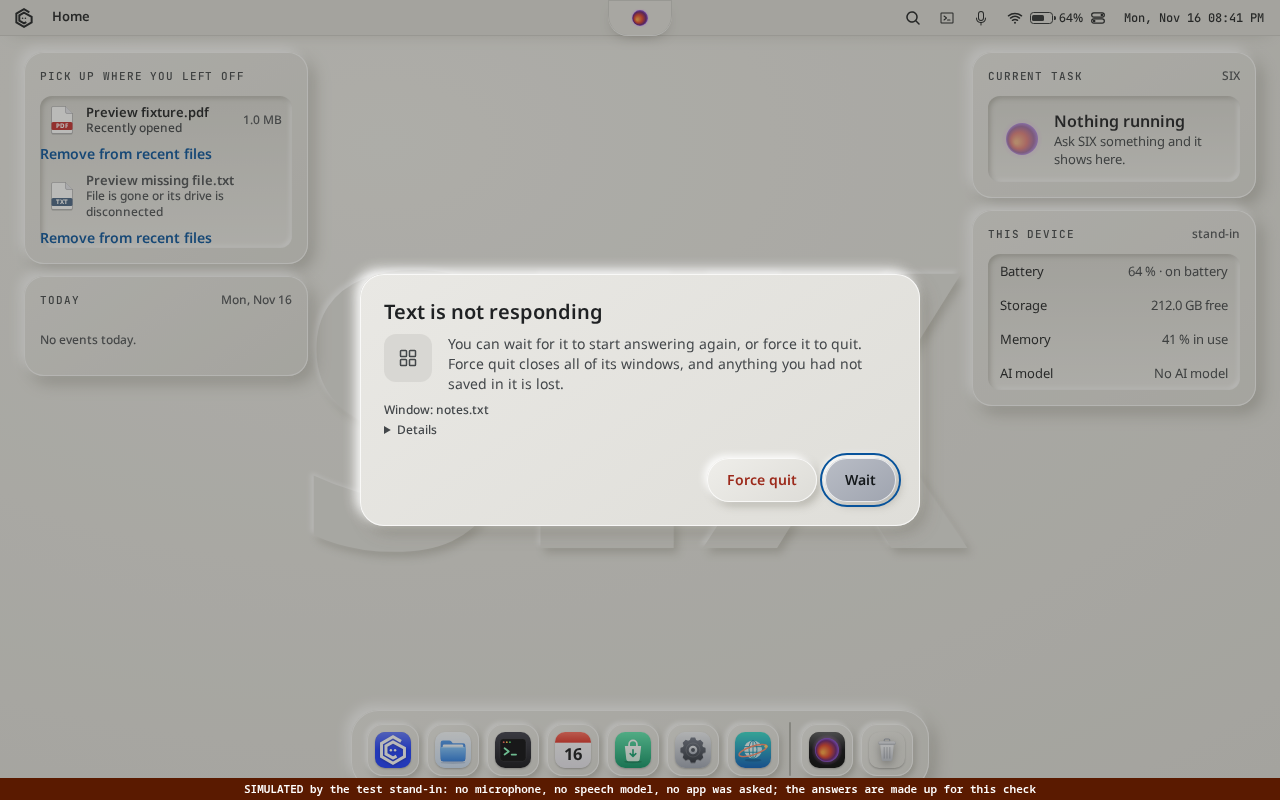 Home
64%
Mon, Nov 16 08:41 PM
PICK UP WHERE YOU LEFT OFF
PDF
Preview fixture.pdf
Recently opened
1.0 MB
Remove from recent files
TXT
Preview missing file.txt
File is gone or its drive is
disconnected
Remove from recent files
TODAY
Mon, Nov 16
No events today.
CURRENT TASK
SIX
Nothing running
Ask SIX something and it
shows here.
THIS DEVICE
stand-in
Battery
64 % · on battery
Storage
212.0 GB free
Memory
41 % in use
AI model
No AI model
Text is not responding
You can wait for it to start answering again, or force it to quit.
Force quit closes all of its windows, and anything you had not
saved in it is lost.
Window: notes.txt
Details
Force quit
Wait
16
SIMULATED by the test stand-in: no microphone, no speech model, no app was asked; the answers are made up for this check